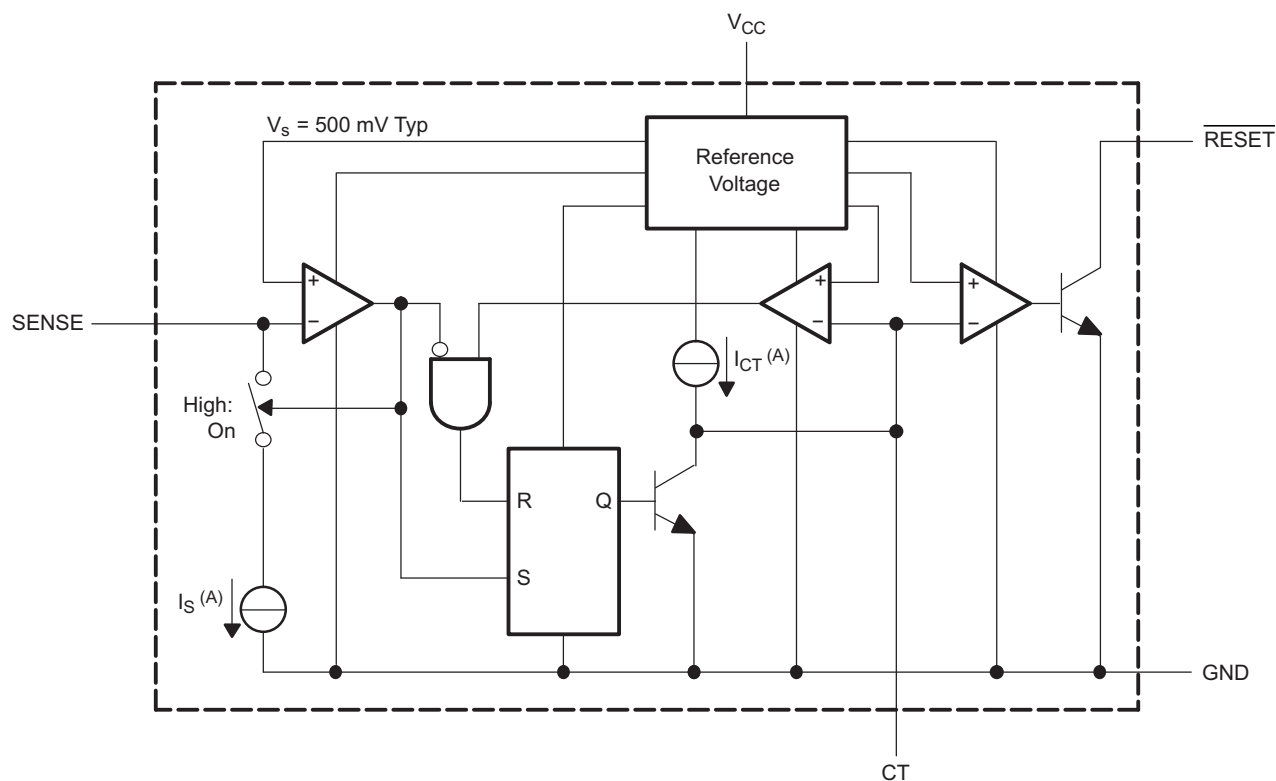 VCC
Vs = 500 mV Typ
Reference
Voltage
RESET
+
−
+
−
+
−
SENSE
ICT (A)
High:
On
R
Q
S
IS (A)
GND
CT